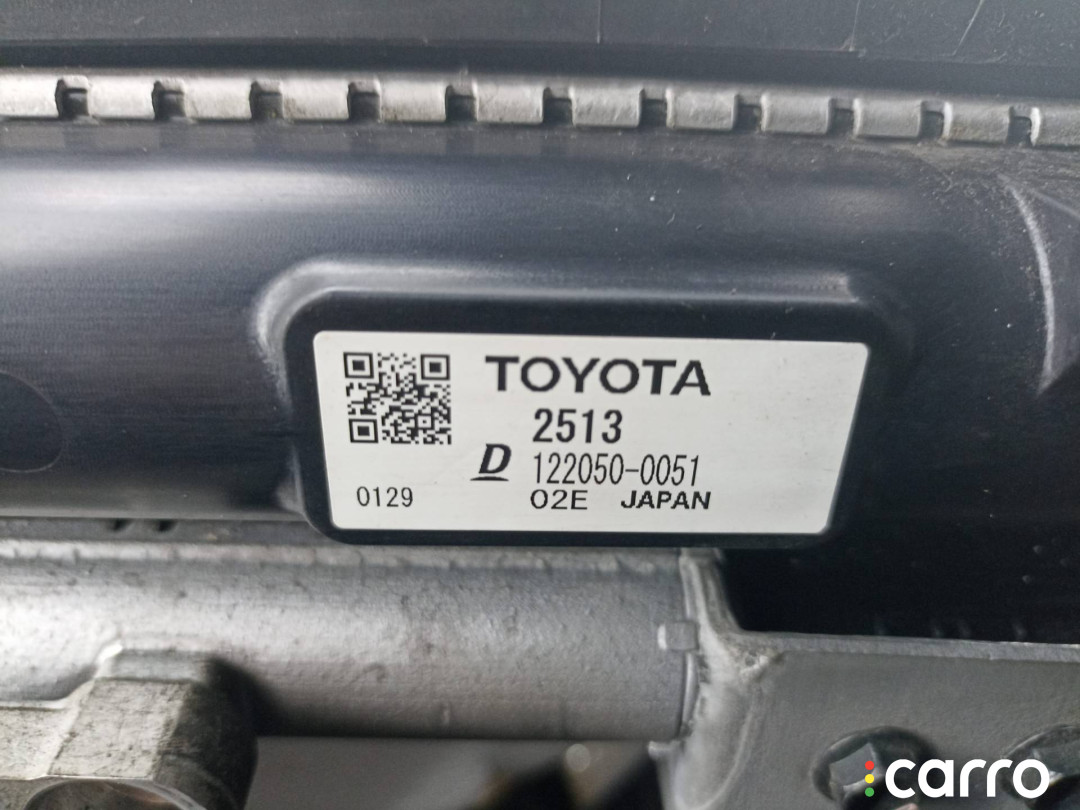 TOYOTA
2513
D 122050-0051
0129 02E JAPAN
carro